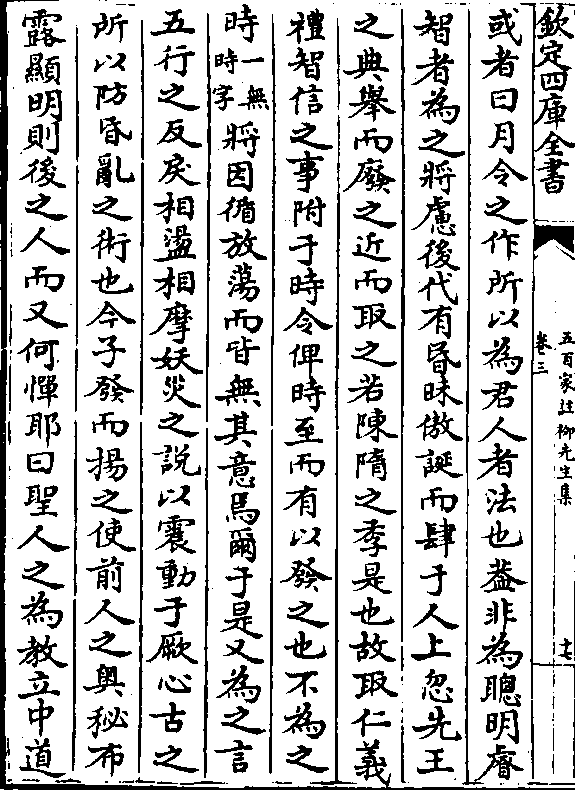 欽定四庫全書
五百家註柳先生集
卷三
十七
或者曰月令之作所以為君人者法也蓋非為聰明睿
智者為之將慮後代有昏昧傲誕而肆于人上忽先王
之典舉而廢之近而取之若陳隋之季是也故取仁義
禮智信之事附于時令俾時至而有以發之也不為之
時一無時字將因循放蕩而皆無其意焉爾于是又為之言
五行之反戾相盪相摩妖災之說以震動于厥心古之
所以防昏亂之術也今子發而揚之使前人之奥秘布
露顯明則後之人而又何憚耶曰聖人之為教立中道